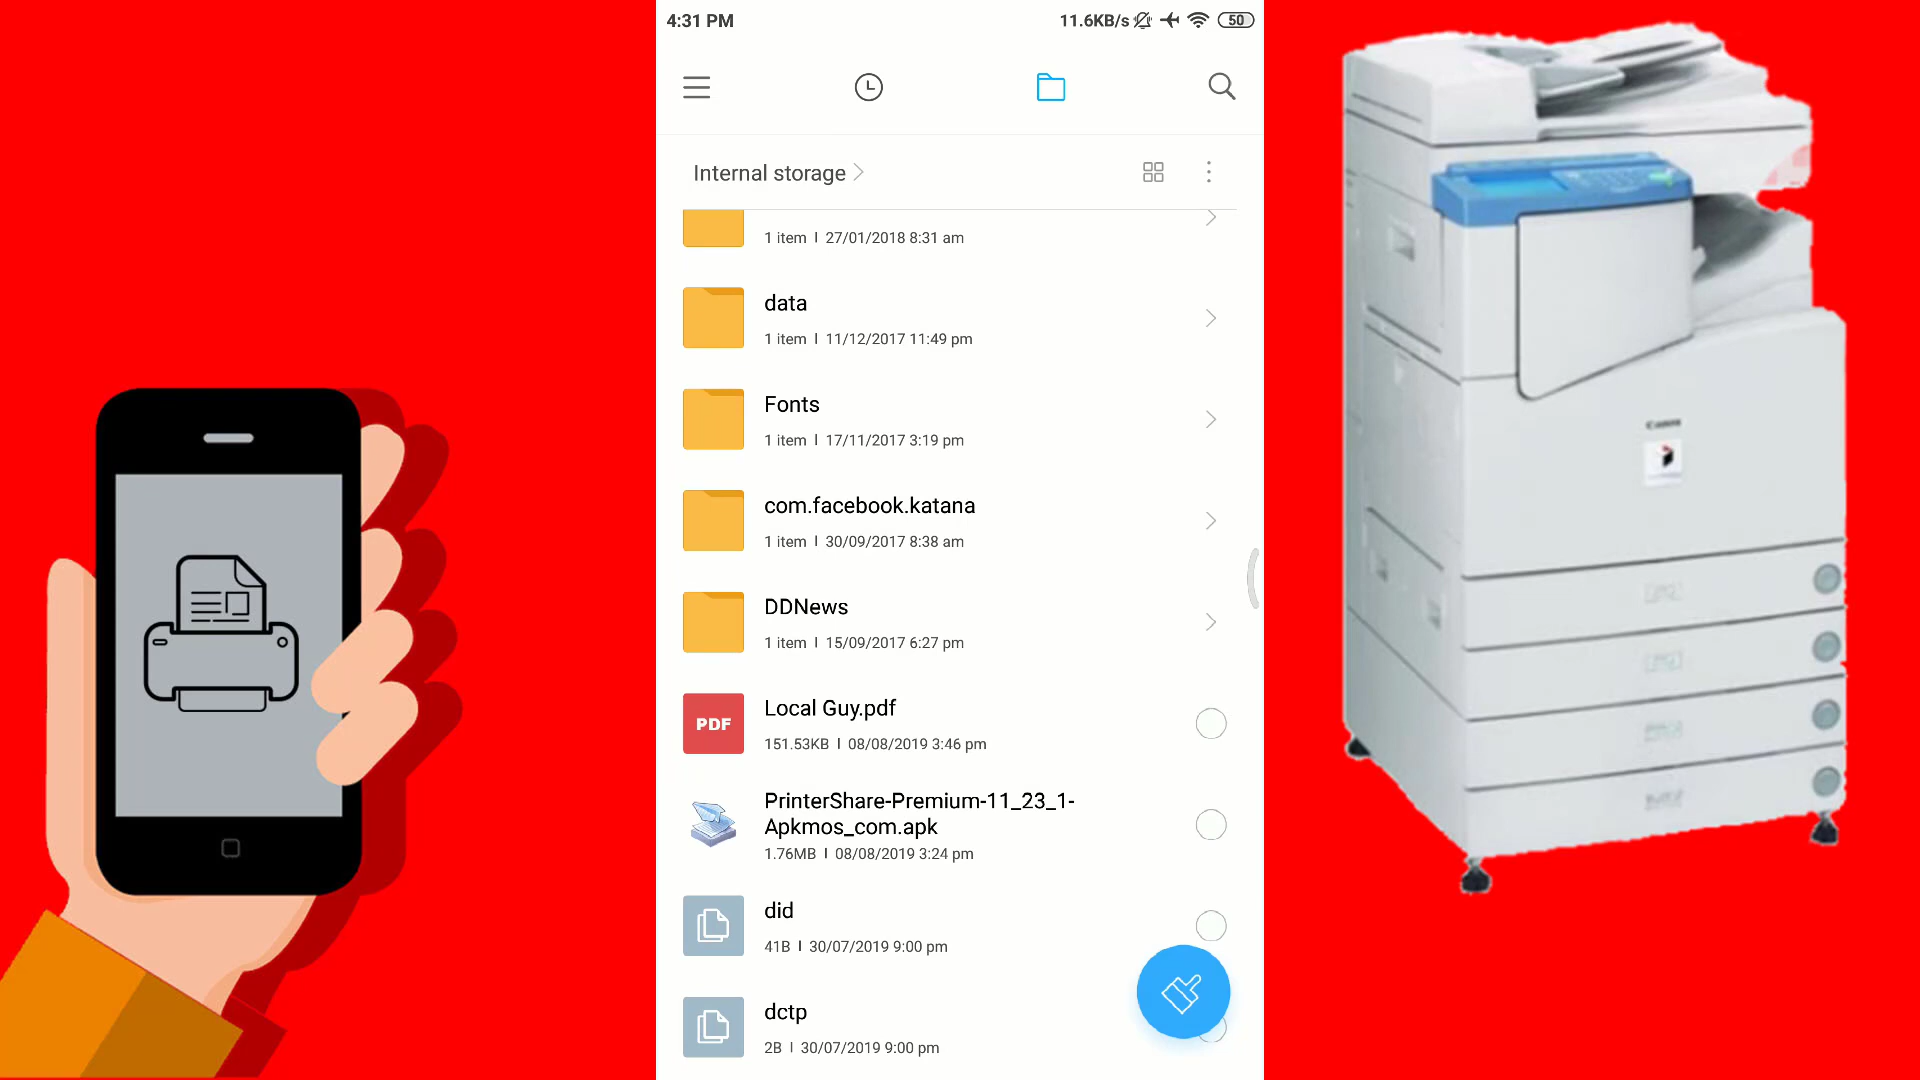 4:31 PM
11.6KB/s
50
Internal storage
1 item | 27/01/2018 8:31 am
data
1 item | 11/12/2017 11:49 pm
Fonts
1 item | 17/11/2017 3:19 pm
com.facebook.katana
1 item | 30/09/2017 8:38 am
DDNews
1 item | 15/09/2017 6:27 pm
PDF
Local Guy.pdf
151.53KB | 08/08/2019 3:46 pm
PrinterShare-Premium-11_23_1-
Apkmos_com.apk
1.76MB | 08/08/2019 3:24 pm
did
41B | 30/07/2019 9:00 pm
dctp
2B | 30/07/2019 9:00 pm
Canon